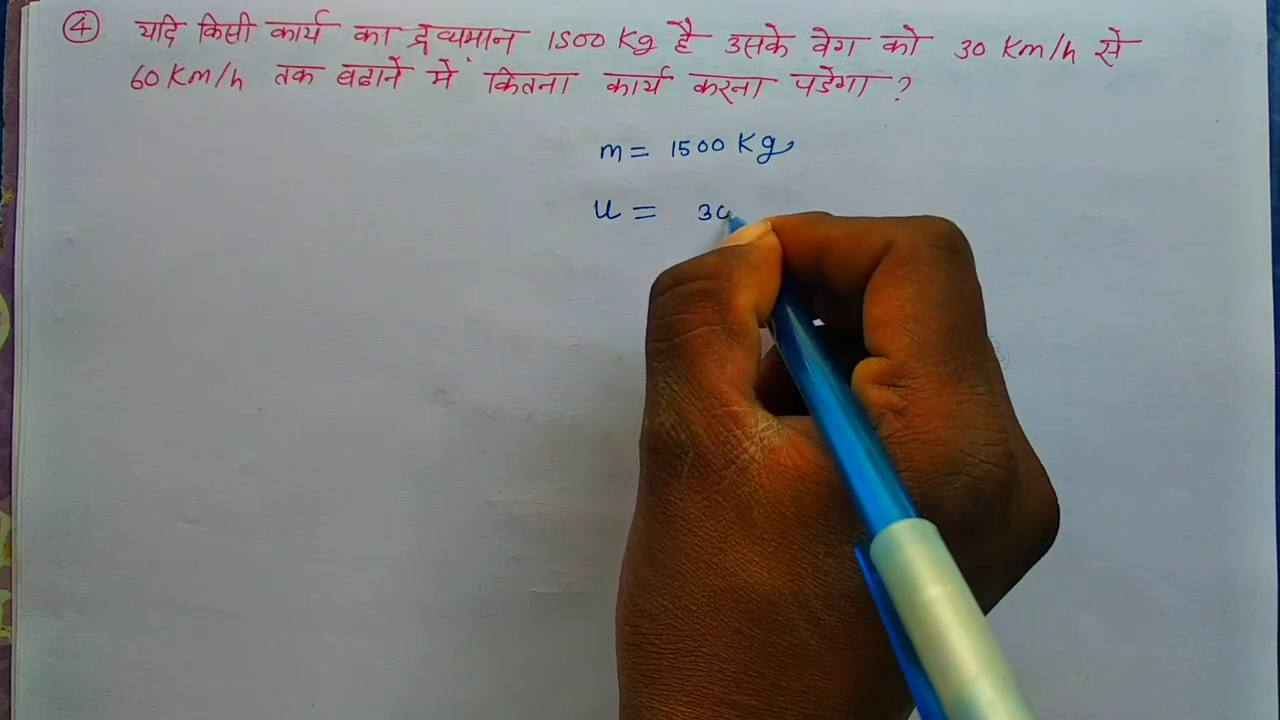 ④ यदि किसी कार्य का द्रव्यमान 1500 Kg है उसके वेग को 30 Km/h से
60 Km/h तक बढाने में कितना कार्य करना पडेगा ?
m = 1500 Kg
u = 30